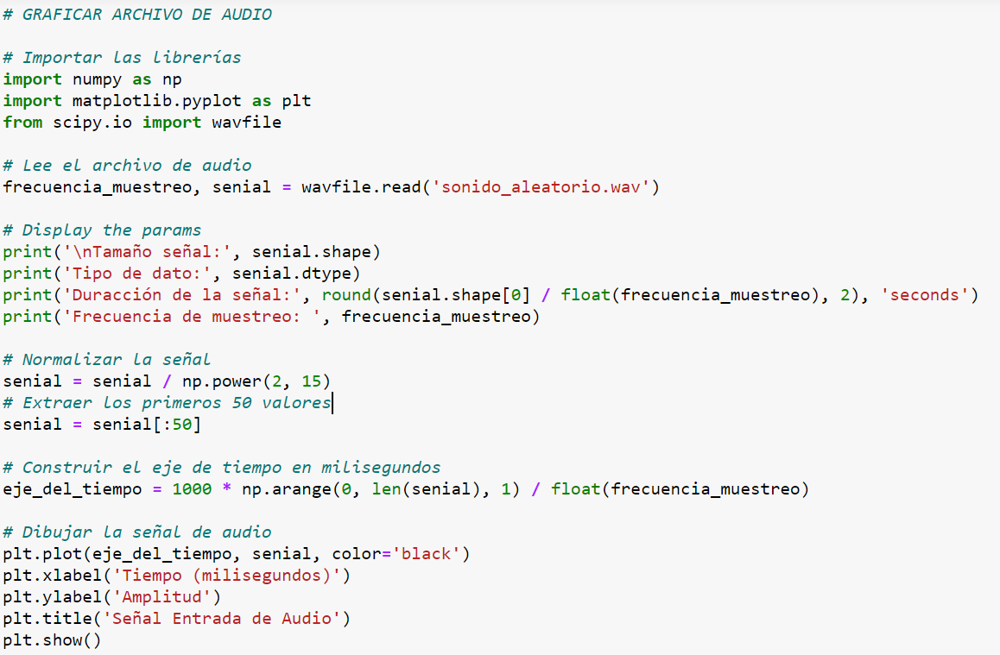 # GRAFICAR ARCHIVO DE AUDIO
# Importar las librerías
import numpy as np
import matplotlib.pyplot as plt
from scipy.io import wavfile
# Lee el archivo de audio
frecuencia_muestreo, senial = wavfile.read('sonido_aleatorio.wav')
# Display the params
print('\nTamaño señal:', senial.shape)
print('Tipo de dato:', senial.dtype)
print('Duracción de la señal:', round(senial.shape[0] / float(frecuencia_muestreo), 2), 'seconds')
print('Frecuencia de muestreo: ', frecuencia_muestreo)
# Normalizar la señal
senial = senial / np.power(2, 15)
# Extraer los primeros 50 valores
senial = senial[:50]
# Construir el eje de tiempo en milisegundos
eje_del_tiempo = 1000 * np.arange(0, len(senial), 1) / float(frecuencia_muestreo)
# Dibujar la señal de audio
plt.plot(eje_del_tiempo, senial, color='black')
plt.xlabel('Tiempo (milisegundos)')
plt.ylabel('Amplitud')
plt.title('Señal Entrada de Audio')
plt.show()